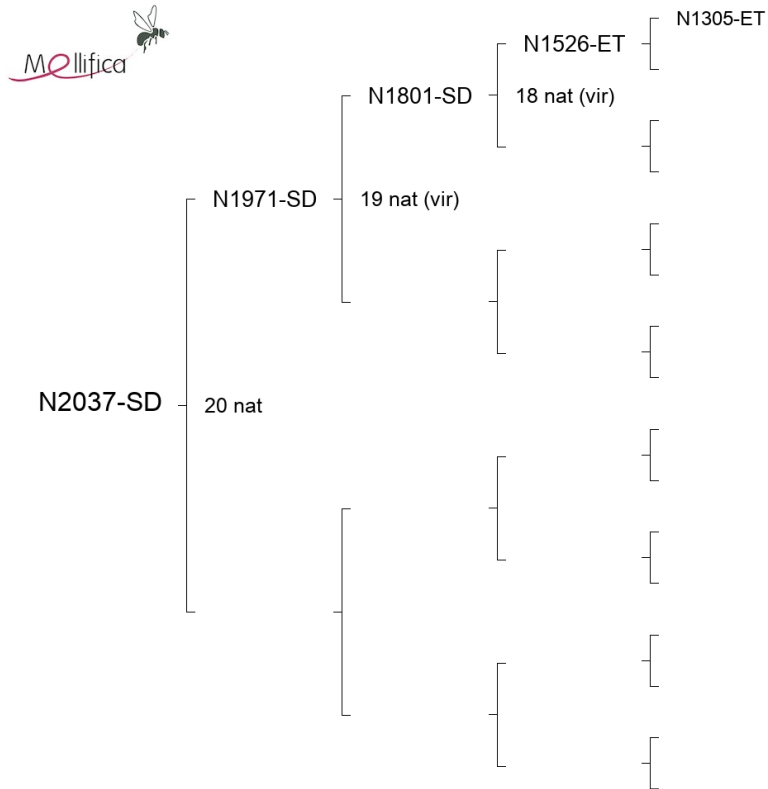 Mellifica
N1305-ET
N1526-ET
N1801-SD
18 nat (vir)
N1971-SD
19 nat (vir)
N2037-SD
20 nat